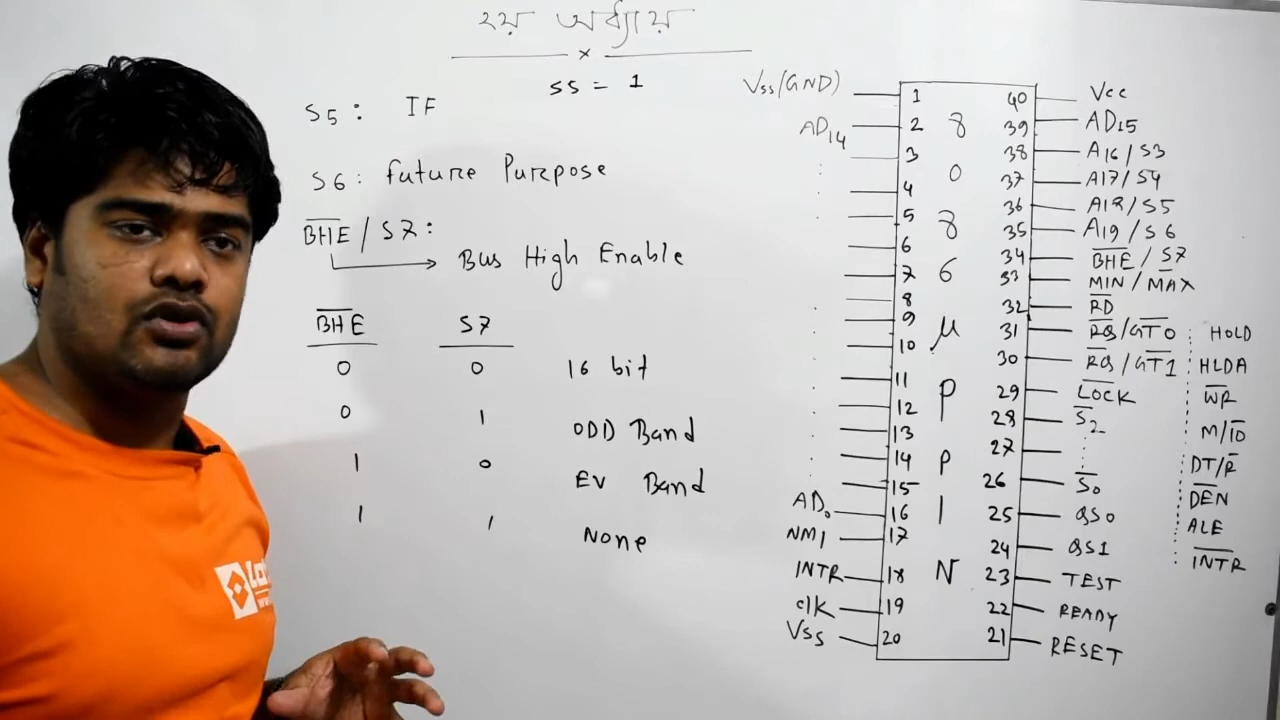 ২য় অধ্যায়
x
SS = 1
S5: IF
S6: Future Purpose
BHE / S7:
Bus High Enable
BHE S7
0 0 16 bit
0 1 ODD Band
1 0 EV Band
1 1 None
8086 μP PIN
Vss(GND) 1 40 Vcc
AD14 2 39 AD15
3 38 A16/S3
4 37 A17/S4
5 36 A18/S5
6 35 A19/S6
7 34 BHE/S7
8 33 MIN/MAX
9 32 RD
10 31 RQ/GT0 HOLD
11 30 RQ/GT1 HLDA
12 29 LOCK WR
13 28 S2 M/IO
14 27 DT/R
15 26 S0 DEN
AD0 16 25 QS0 ALE
NMI 17 24 QS1 INTR
INTR 18 23 TEST
clk 19 22 READY
Vss 20 21 RESET